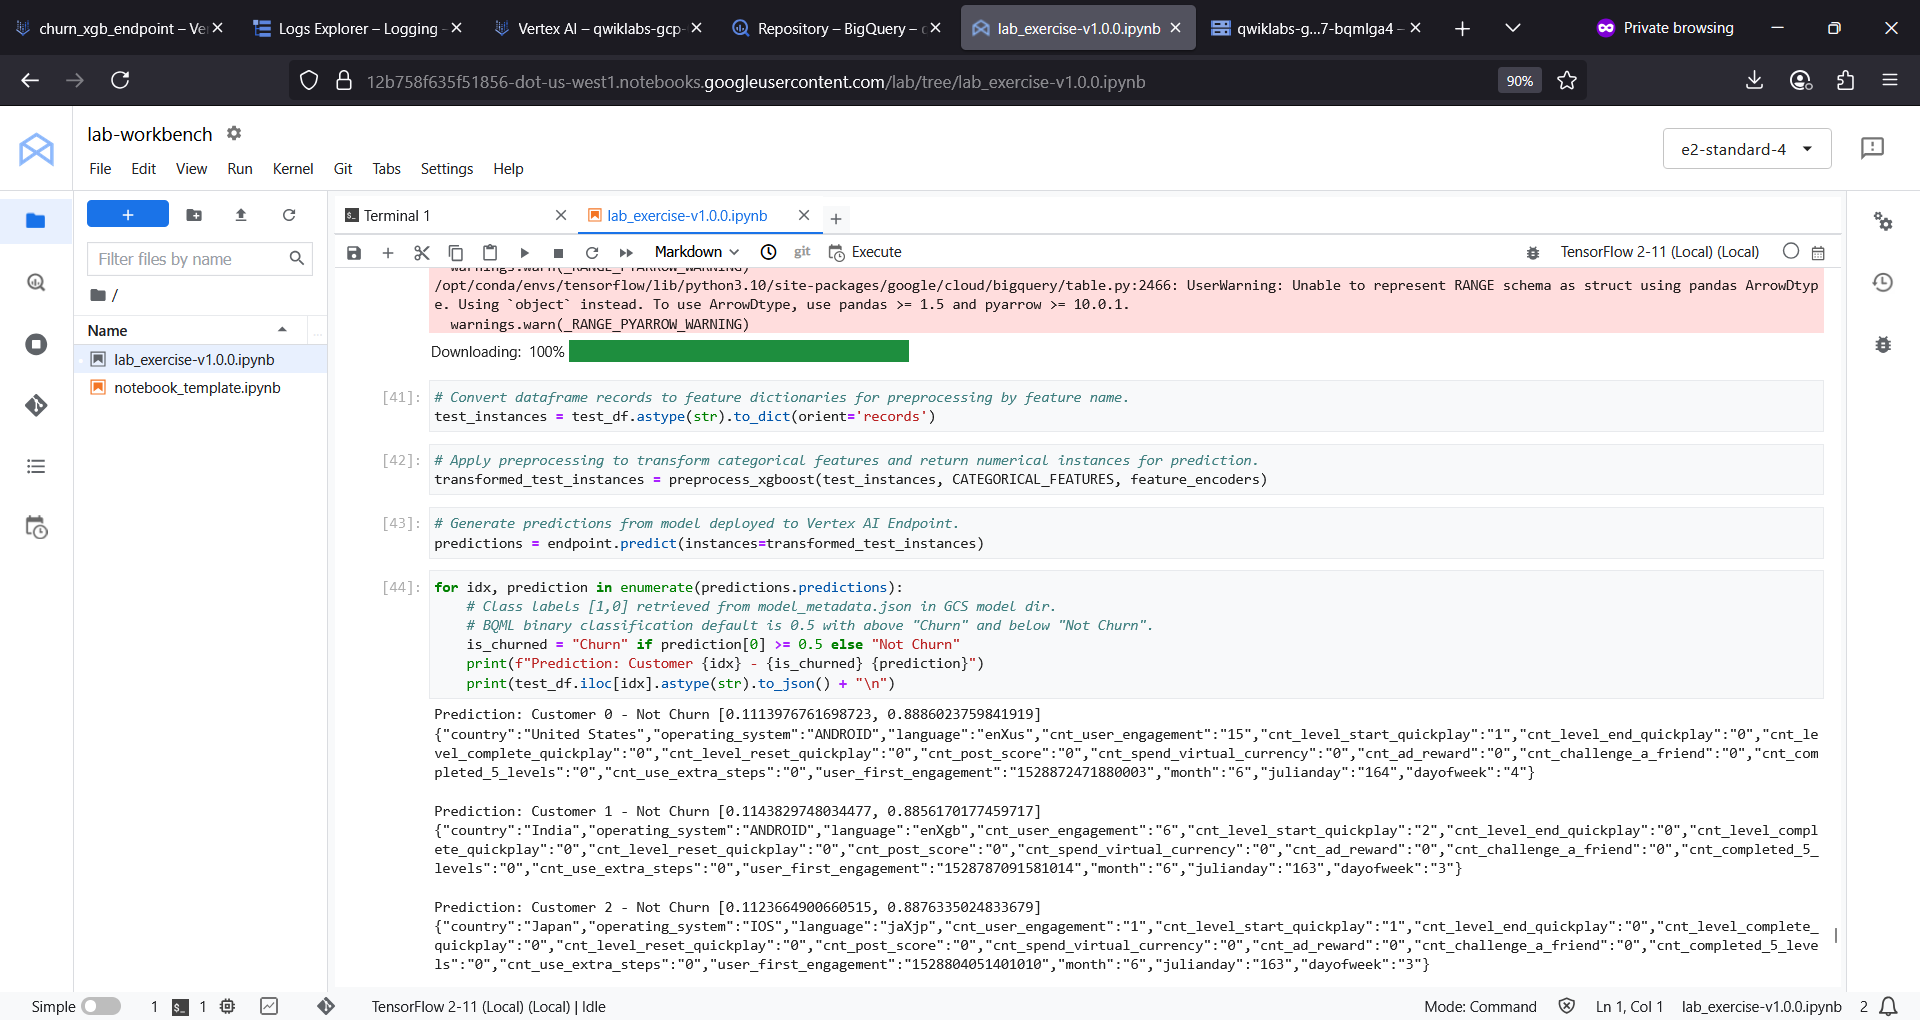 churn_xgb_endpoint – Ve
Logs Explorer – Logging
Vertex AI – qwiklabs-gcp-
Repository – BigQuery –
lab_exercise-v1.0.0.ipynb
qwiklabs-g...7-bqmlga4 –
Private browsing
12b758f635f51856-dot-us-west1.notebooks.googleusercontent.com/lab/tree/lab_exercise-v1.0.0.ipynb
90%
lab-workbench
e2-standard-4
File Edit View Run Kernel Git Tabs Settings Help
Terminal 1
lab_exercise-v1.0.0.ipynb
Filter files by name
Markdown
git
Execute
TensorFlow 2-11 (Local) (Local)
/
Name
lab_exercise-v1.0.0.ipynb
notebook_template.ipynb
warnings.warn(_RANGE_PYARROW_WARNING)
/opt/conda/envs/tensorflow/lib/python3.10/site-packages/google/cloud/bigquery/table.py:2466: UserWarning: Unable to represent RANGE schema as struct using pandas ArrowDtyp
e. Using `object` instead. To use ArrowDtype, use pandas >= 1.5 and pyarrow >= 10.0.1.
warnings.warn(_RANGE_PYARROW_WARNING)
Downloading: 100%
[41]: # Convert dataframe records to feature dictionaries for preprocessing by feature name.
test_instances = test_df.astype(str).to_dict(orient='records')
[42]: # Apply preprocessing to transform categorical features and return numerical instances for prediction.
transformed_test_instances = preprocess_xgboost(test_instances, CATEGORICAL_FEATURES, feature_encoders)
[43]: # Generate predictions from model deployed to Vertex AI Endpoint.
predictions = endpoint.predict(instances=transformed_test_instances)
[44]: for idx, prediction in enumerate(predictions.predictions):
# Class labels [1,0] retrieved from model_metadata.json in GCS model dir.
# BQML binary classification default is 0.5 with above "Churn" and below "Not Churn".
is_churned = "Churn" if prediction[0] >= 0.5 else "Not Churn"
print(f"Prediction: Customer {idx} - {is_churned} {prediction}")
print(test_df.iloc[idx].astype(str).to_json() + "\n")
Prediction: Customer 0 - Not Churn [0.1113976761698723, 0.8886023759841919]
{"country":"United States","operating_system":"ANDROID","language":"enXus","cnt_user_engagement":"15","cnt_level_start_quickplay":"1","cnt_level_end_quickplay":"0","cnt_le
vel_complete_quickplay":"0","cnt_level_reset_quickplay":"0","cnt_post_score":"0","cnt_spend_virtual_currency":"0","cnt_ad_reward":"0","cnt_challenge_a_friend":"0","cnt_com
pleted_5_levels":"0","cnt_use_extra_steps":"0","user_first_engagement":"1528872471880003","month":"6","julianday":"164","dayofweek":"4"}
Prediction: Customer 1 - Not Churn [0.1143829748034477, 0.8856170177459717]
{"country":"India","operating_system":"ANDROID","language":"enXgb","cnt_user_engagement":"6","cnt_level_start_quickplay":"2","cnt_level_end_quickplay":"0","cnt_level_compl
ete_quickplay":"0","cnt_level_reset_quickplay":"0","cnt_post_score":"0","cnt_spend_virtual_currency":"0","cnt_ad_reward":"0","cnt_challenge_a_friend":"0","cnt_completed_5_
levels":"0","cnt_use_extra_steps":"0","user_first_engagement":"1528787091581014","month":"6","julianday":"163","dayofweek":"3"}
Prediction: Customer 2 - Not Churn [0.1123664900660515, 0.8876335024833679]
{"country":"Japan","operating_system":"IOS","language":"jaXjp","cnt_user_engagement":"1","cnt_level_start_quickplay":"1","cnt_level_end_quickplay":"0","cnt_level_complete_
quickplay":"0","cnt_level_reset_quickplay":"0","cnt_post_score":"0","cnt_spend_virtual_currency":"0","cnt_ad_reward":"0","cnt_challenge_a_friend":"0","cnt_completed_5_leve
ls":"0","cnt_use_extra_steps":"0","user_first_engagement":"1528804051401010","month":"6","julianday":"163","dayofweek":"3"}
Simple 1 1 TensorFlow 2-11 (Local) (Local) | Idle Mode: Command Ln 1, Col 1 lab_exercise-v1.0.0.ipynb 2